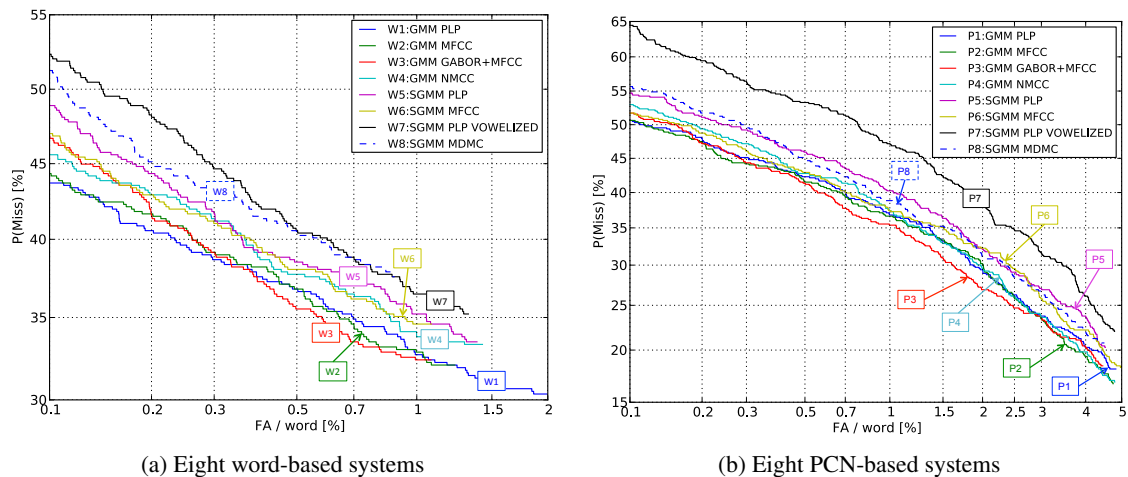 55
50
45
40
35
30
P(Miss) [%]
W1:GMM PLP
W2:GMM MFCC
W3:GMM GABOR+MFCC
W4:GMM NMCC
W5:SGMM PLP
W6:SGMM MFCC
W7:SGMM PLP VOWELIZED
W8:SGMM MDMC
W8
W6
W5
W7
W4
W3
W2
W1
0.1 0.2 0.3 0.5 0.7 1 1.5 2
FA / word [%]
(a) Eight word-based systems
65
60
55
50
45
40
35
30
25
20
15
P(Miss) [%]
P1:GMM PLP
P2:GMM MFCC
P3:GMM GABOR+MFCC
P4:GMM NMCC
P5:SGMM PLP
P6:SGMM MFCC
P7:SGMM PLP VOWELIZED
P8:SGMM MDMC
P8
P7
P6
P5
P3
P4
P2
P1
0.1 0.2 0.3 0.5 0.7 1 1.5 2 2.5 3 4 5
FA / word [%]
(b) Eight PCN-based systems